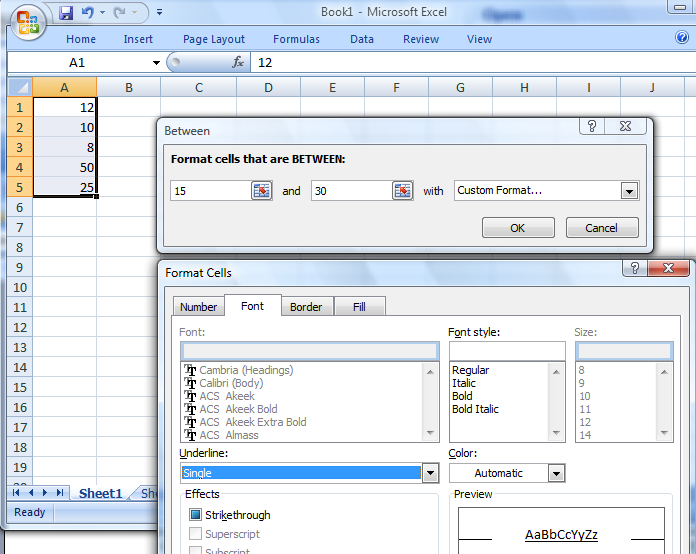 Book1 - Microsoft Excel
Home Insert Page Layout Formulas Data Review View
A1 fx 12
A B C D E F G H I J
1 12
2 10
3 8
4 50
5 25
6
7
8
9
10
11
12
13
14
15
16
17
18
19
Between
Format cells that are BETWEEN:
15 and 30 with Custom Format...
OK Cancel
Format Cells
Number Font Border Fill
Font: Font style: Size:
Cambria (Headings) Regular 8
Calibri (Body) Italic 9
ACS Akeek Bold 10
ACS Akeek Bold Bold Italic 11
ACS Akeek Extra Bold 12
ACS Almass 14
Underline: Color:
Single Automatic
Effects Preview
Strikethrough
Superscript AaBbCcYyZz
Subscript
Sheet1 She
Ready